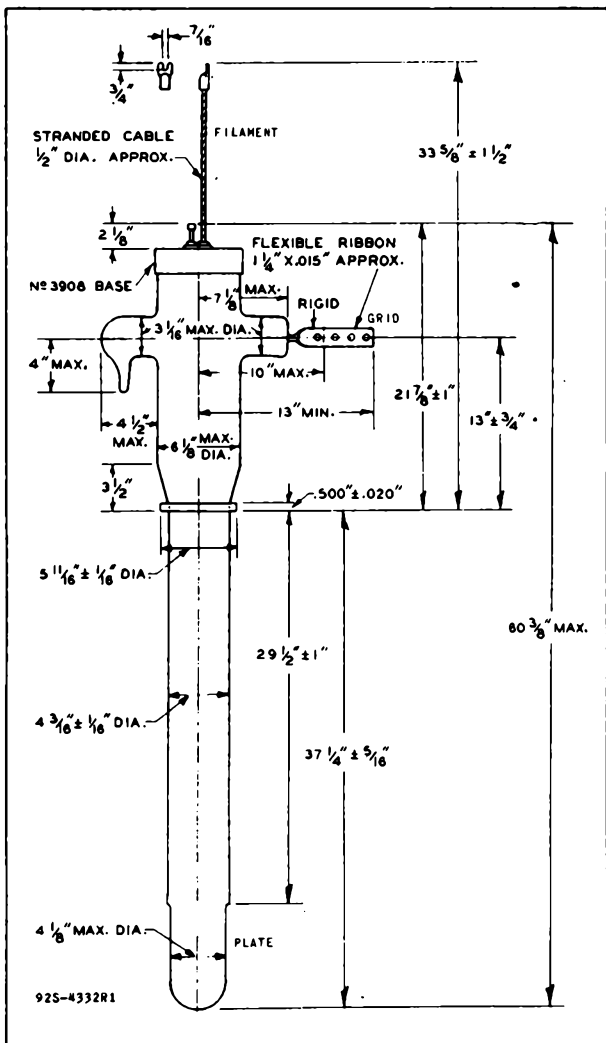 7/16"
3/4"
STRANDED CABLE
1/2" DIA. APPROX.
FILAMENT
33 5/8" ± 1 1/2"
2 1/8"
FLEXIBLE RIBBON
1 1/4" X.015" APPROX.
Nº 3908 BASE
7 1/8" MAX.
RIGID
GRID
3 1/16" MAX. DIA.
4" MAX.
10" MAX.
21 7/8" ± 1"
13" MIN.
13" ± 3/4"
4 1/2" MAX.
6 1/8" MAX. DIA.
3 1/2"
.500" ± .020"
5 11/16" ± 1/16" DIA.
60 3/8" MAX.
29 1/2" ± 1"
4 3/16" ± 1/16" DIA.
37 1/4" ± 5/16"
4 1/8" MAX. DIA.
PLATE
92S-4332R1